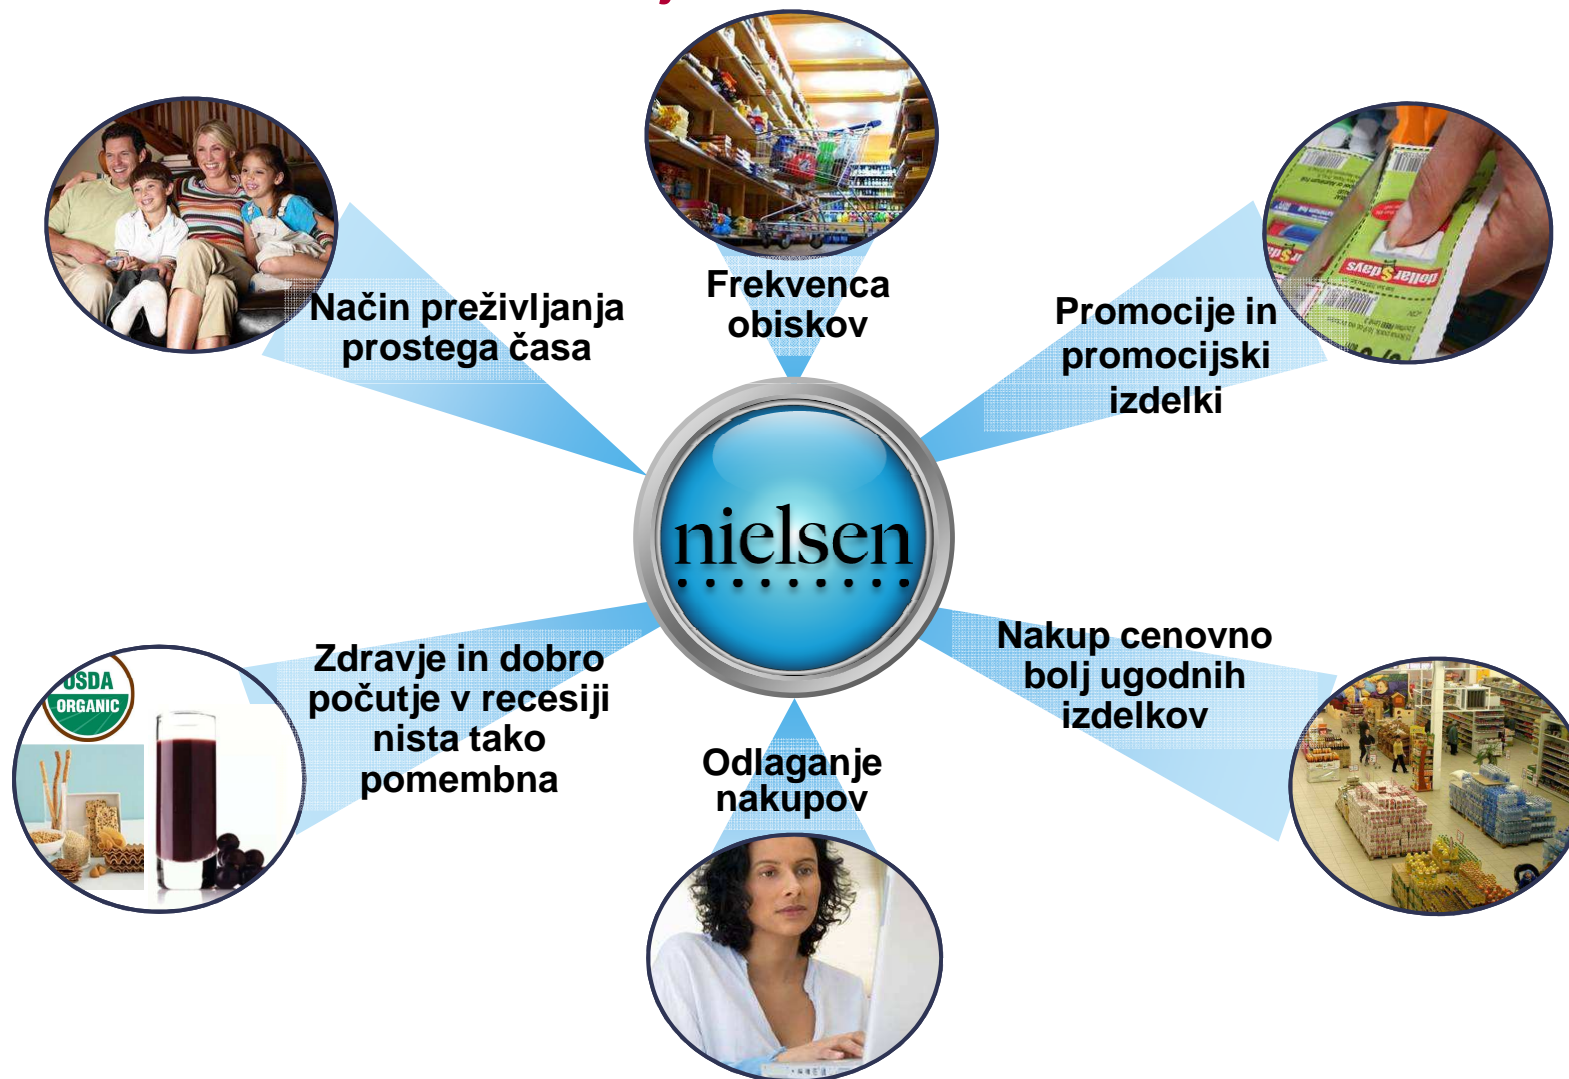 Frekvenca
obiskov
Način preživljanja
prostega časa
Promocije in
promocijski
izdelki
dollar$days
nielsen
Zdravje in dobro
počutje v recesiji
nista tako
pomembna
USDA
ORGANIC
Nakup cenovno
bolj ugodnih
izdelkov
Odlaganje
nakupov